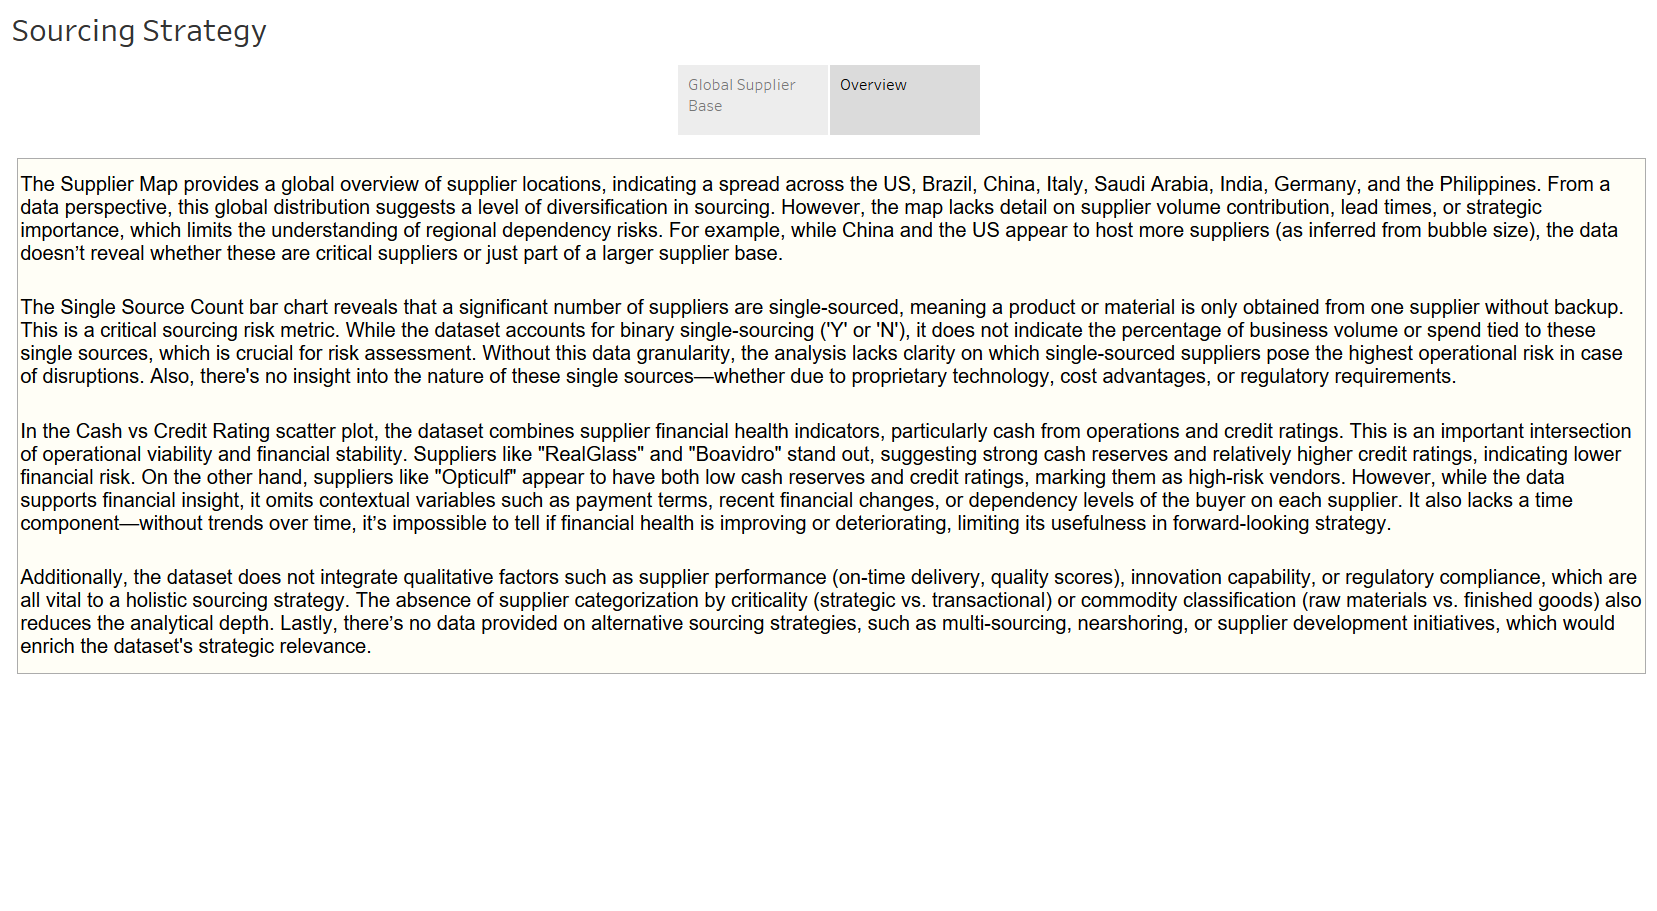 Sourcing Strategy
Global Supplier
Base
Overview
The Supplier Map provides a global overview of supplier locations, indicating a spread across the US, Brazil, China, Italy, Saudi Arabia, India, Germany, and the Philippines. From a
data perspective, this global distribution suggests a level of diversification in sourcing. However, the map lacks detail on supplier volume contribution, lead times, or strategic
importance, which limits the understanding of regional dependency risks. For example, while China and the US appear to host more suppliers (as inferred from bubble size), the data
doesn’t reveal whether these are critical suppliers or just part of a larger supplier base.
The Single Source Count bar chart reveals that a significant number of suppliers are single-sourced, meaning a product or material is only obtained from one supplier without backup.
This is a critical sourcing risk metric. While the dataset accounts for binary single-sourcing ('Y' or 'N'), it does not indicate the percentage of business volume or spend tied to these
single sources, which is crucial for risk assessment. Without this data granularity, the analysis lacks clarity on which single-sourced suppliers pose the highest operational risk in case
of disruptions. Also, there's no insight into the nature of these single sources—whether due to proprietary technology, cost advantages, or regulatory requirements.
In the Cash vs Credit Rating scatter plot, the dataset combines supplier financial health indicators, particularly cash from operations and credit ratings. This is an important intersection
of operational viability and financial stability. Suppliers like "RealGlass" and "Boavidro" stand out, suggesting strong cash reserves and relatively higher credit ratings, indicating lower
financial risk. On the other hand, suppliers like "Opticulf" appear to have both low cash reserves and credit ratings, marking them as high-risk vendors. However, while the data
supports financial insight, it omits contextual variables such as payment terms, recent financial changes, or dependency levels of the buyer on each supplier. It also lacks a time
component—without trends over time, it’s impossible to tell if financial health is improving or deteriorating, limiting its usefulness in forward-looking strategy.
Additionally, the dataset does not integrate qualitative factors such as supplier performance (on-time delivery, quality scores), innovation capability, or regulatory compliance, which are
all vital to a holistic sourcing strategy. The absence of supplier categorization by criticality (strategic vs. transactional) or commodity classification (raw materials vs. finished goods) also
reduces the analytical depth. Lastly, there’s no data provided on alternative sourcing strategies, such as multi-sourcing, nearshoring, or supplier development initiatives, which would
enrich the dataset's strategic relevance.